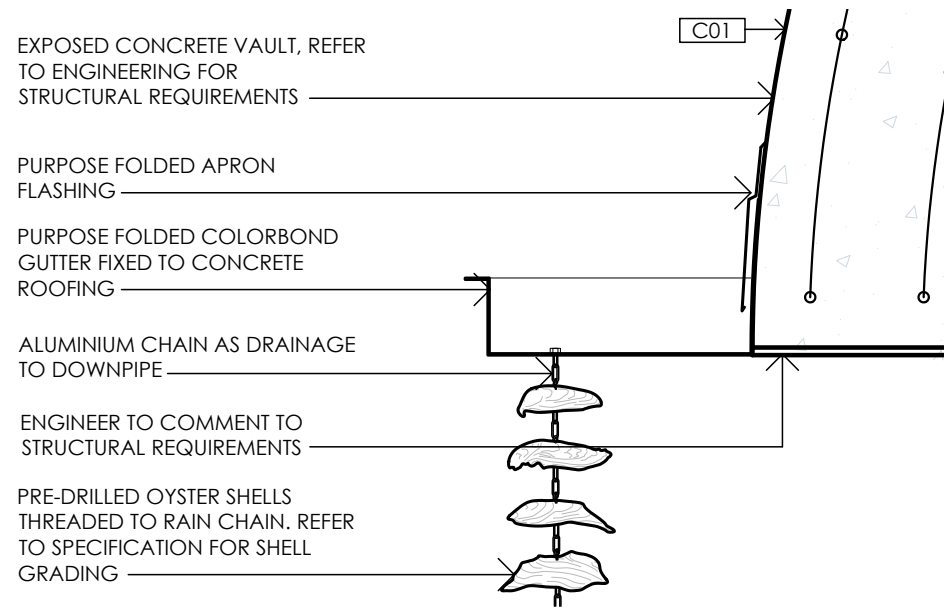 C01
EXPOSED CONCRETE VAULT, REFER
TO ENGINEERING FOR
STRUCTURAL REQUIREMENTS
PURPOSE FOLDED APRON
FLASHING
PURPOSE FOLDED COLORBOND
GUTTER FIXED TO CONCRETE
ROOFING
ALUMINIUM CHAIN AS DRAINAGE
TO DOWNPIPE
ENGINEER TO COMMENT TO
STRUCTURAL REQUIREMENTS
PRE-DRILLED OYSTER SHELLS
THREADED TO RAIN CHAIN. REFER
TO SPECIFICATION FOR SHELL
GRADING